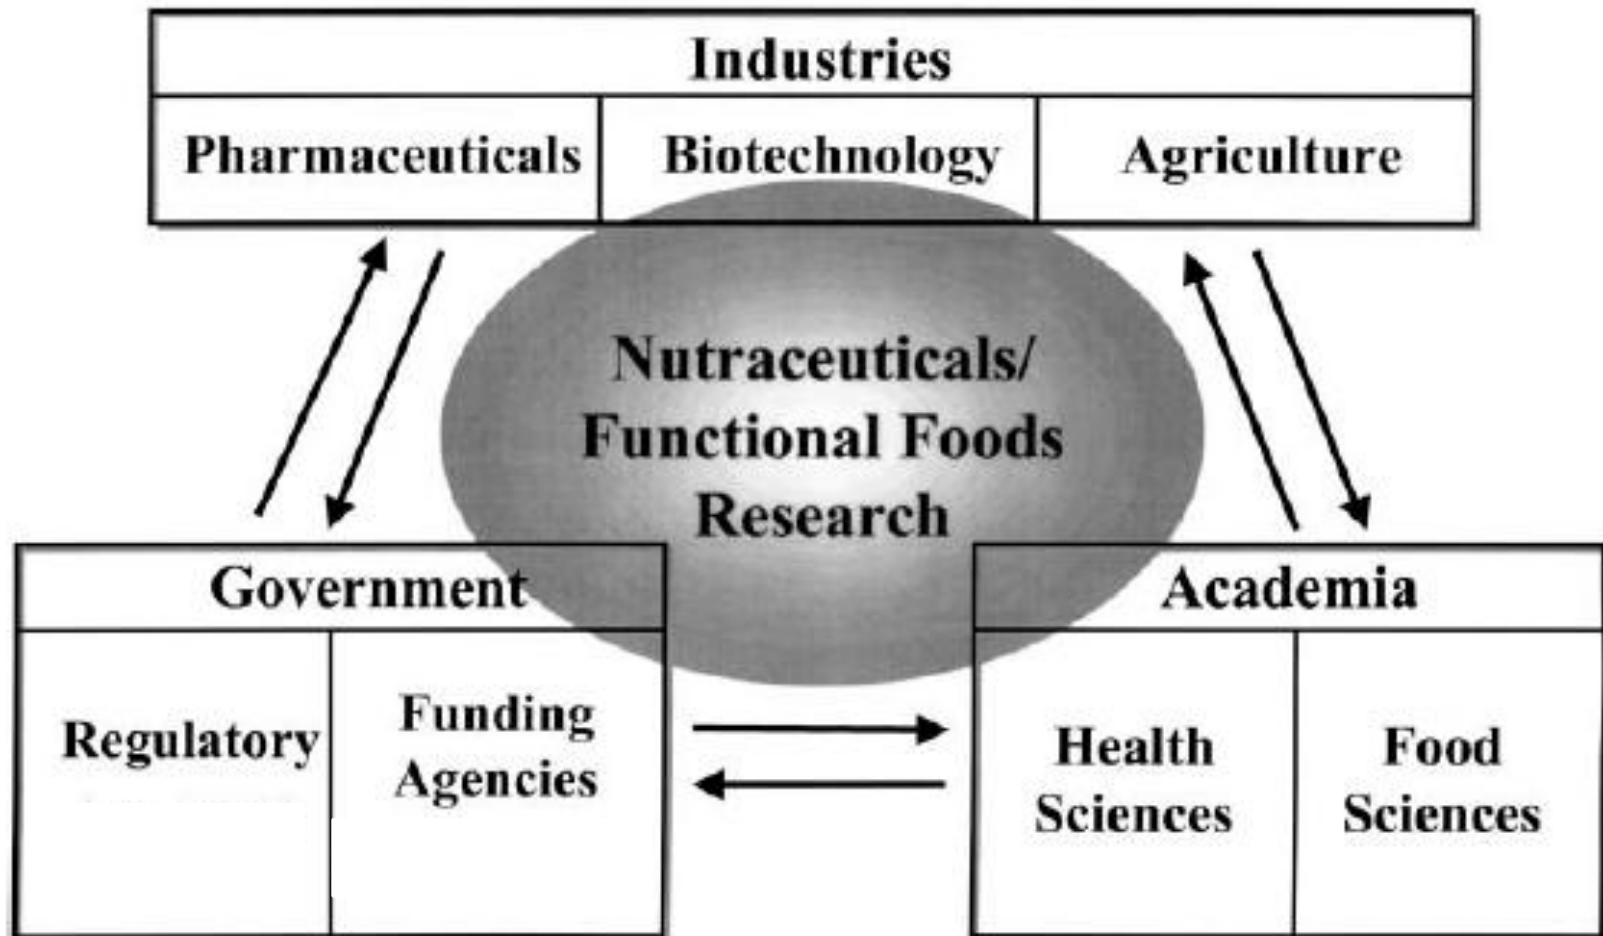 Industries
Pharmaceuticals
Biotechnology
Agriculture
Nutraceuticals/
Functional Foods
Research
Government
Academia
Regulatory
Funding
Agencies
Health
Sciences
Food
Sciences